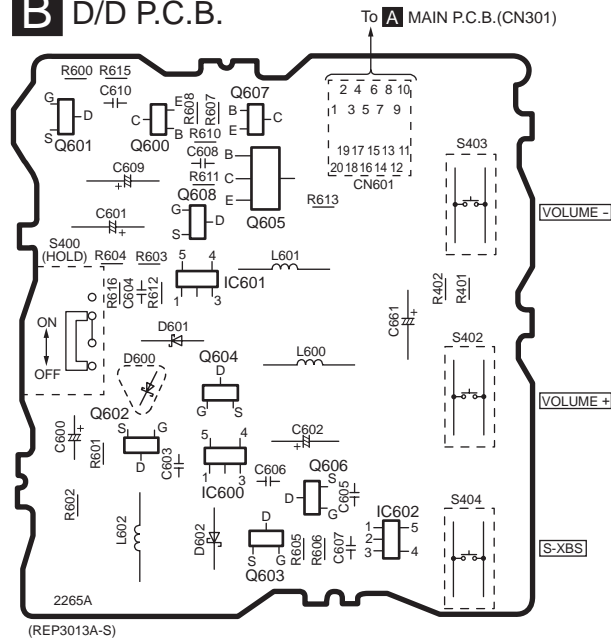 B D/D P.C.B.
To A MAIN P.C.B.(CN301)
R600 R615
C610
G
D
S
Q601
E
C
B
Q600
R608
R607
Q607
B
C
E
R610
C608
R611
2 4 6 8 10
1 3 5 7 9
19 17 15 13 11
20 18 16 14 12
CN601
S403
VOLUME -
C609
+
Q608
G
D
S
B
C
E
Q605
R613
C601
+
S400
(HOLD)
R604 R603
5 4
IC601
1 3
L601
R616
C604
R612
ON
OFF
D601
C661
+
R402
R401
S402
VOLUME +
D600
Q604
D
G S
L600
Q602
S G
D
C600
+
R601
C603
5 4
1 3
IC600
C602
+
C606
Q606
S
D
G
C605
R602
L602
D602
D
S G
Q603
R605
R606
C607
IC602
1 5
2
3 4
S404
S-XBS
2265A
(REP3013A-S)